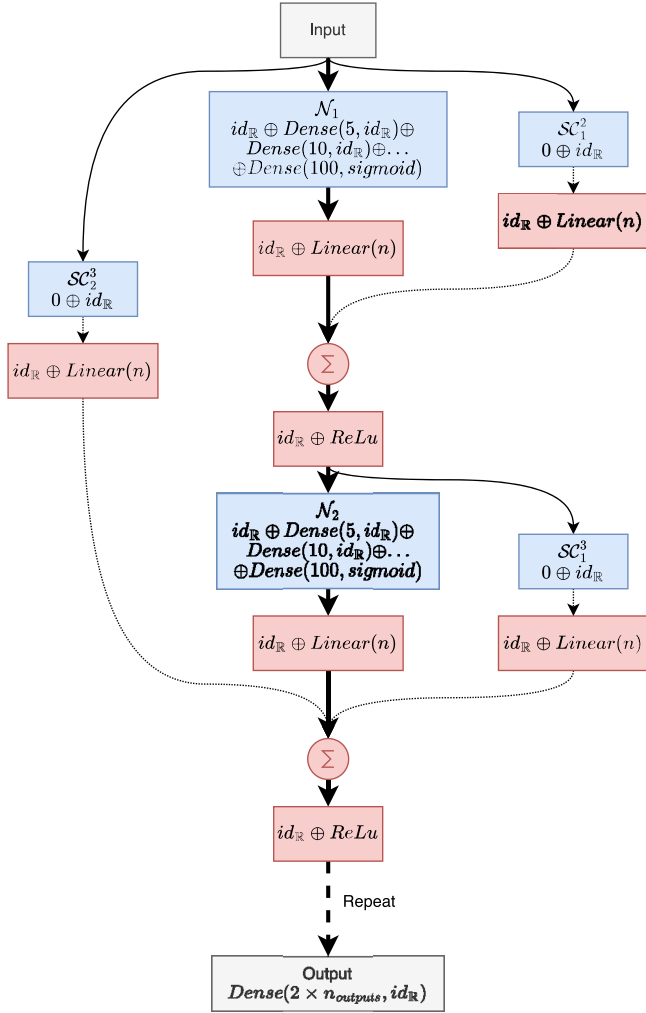 Input
𝒩₁
id_ℝ ⊕ Dense(5, id_ℝ)⊕
Dense(10, id_ℝ)⊕...
⊕Dense(100, sigmoid)
𝒮𝒞₁²
0 ⊕ id_ℝ
id_ℝ ⊕ Linear(n)
id_ℝ ⊕ Linear(n)
𝒮𝒞₂³
0 ⊕ id_ℝ
id_ℝ ⊕ Linear(n)
Σ
id_ℝ ⊕ ReLu
𝒩₂
id_ℝ ⊕ Dense(5, id_ℝ)⊕
Dense(10, id_ℝ)⊕...
⊕Dense(100, sigmoid)
𝒮𝒞₁³
0 ⊕ id_ℝ
id_ℝ ⊕ Linear(n)
id_ℝ ⊕ Linear(n)
Σ
id_ℝ ⊕ ReLu
Repeat
Output
Dense(2 × n_outputs, id_ℝ)